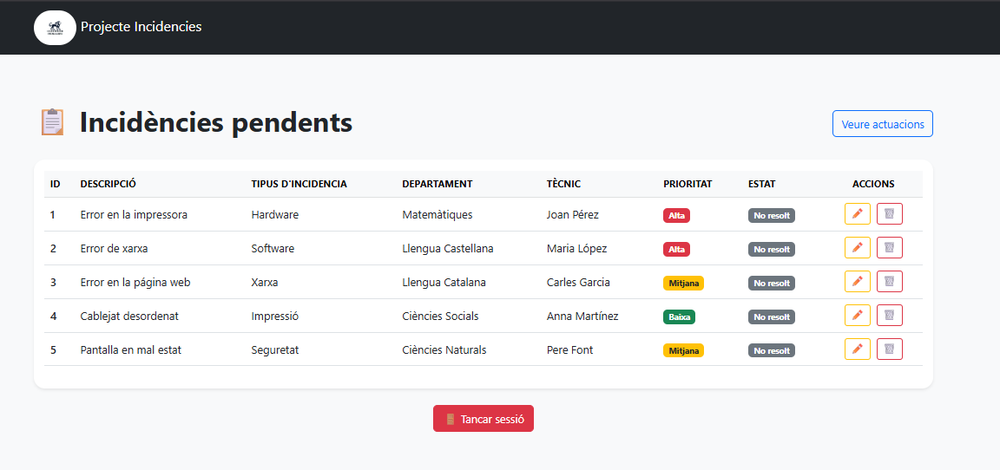 Projecte Incidencies
Incidències pendents
Veure actuacions
ID DESCRIPCIÓ TIPUS D'INCIDENCIA DEPARTAMENT TÈCNIC PRIORITAT ESTAT ACCIONS
1 Error en la impressora Hardware Matemàtiques Joan Pérez Alta No resolt
2 Error de xarxa Software Llengua Castellana Maria López Alta No resolt
3 Error en la página web Xarxa Llengua Catalana Carles Garcia Mitjana No resolt
4 Cablejat desordenat Impressió Ciències Socials Anna Martínez Baixa No resolt
5 Pantalla en mal estat Seguretat Ciències Naturals Pere Font Mitjana No resolt
Tancar sessió